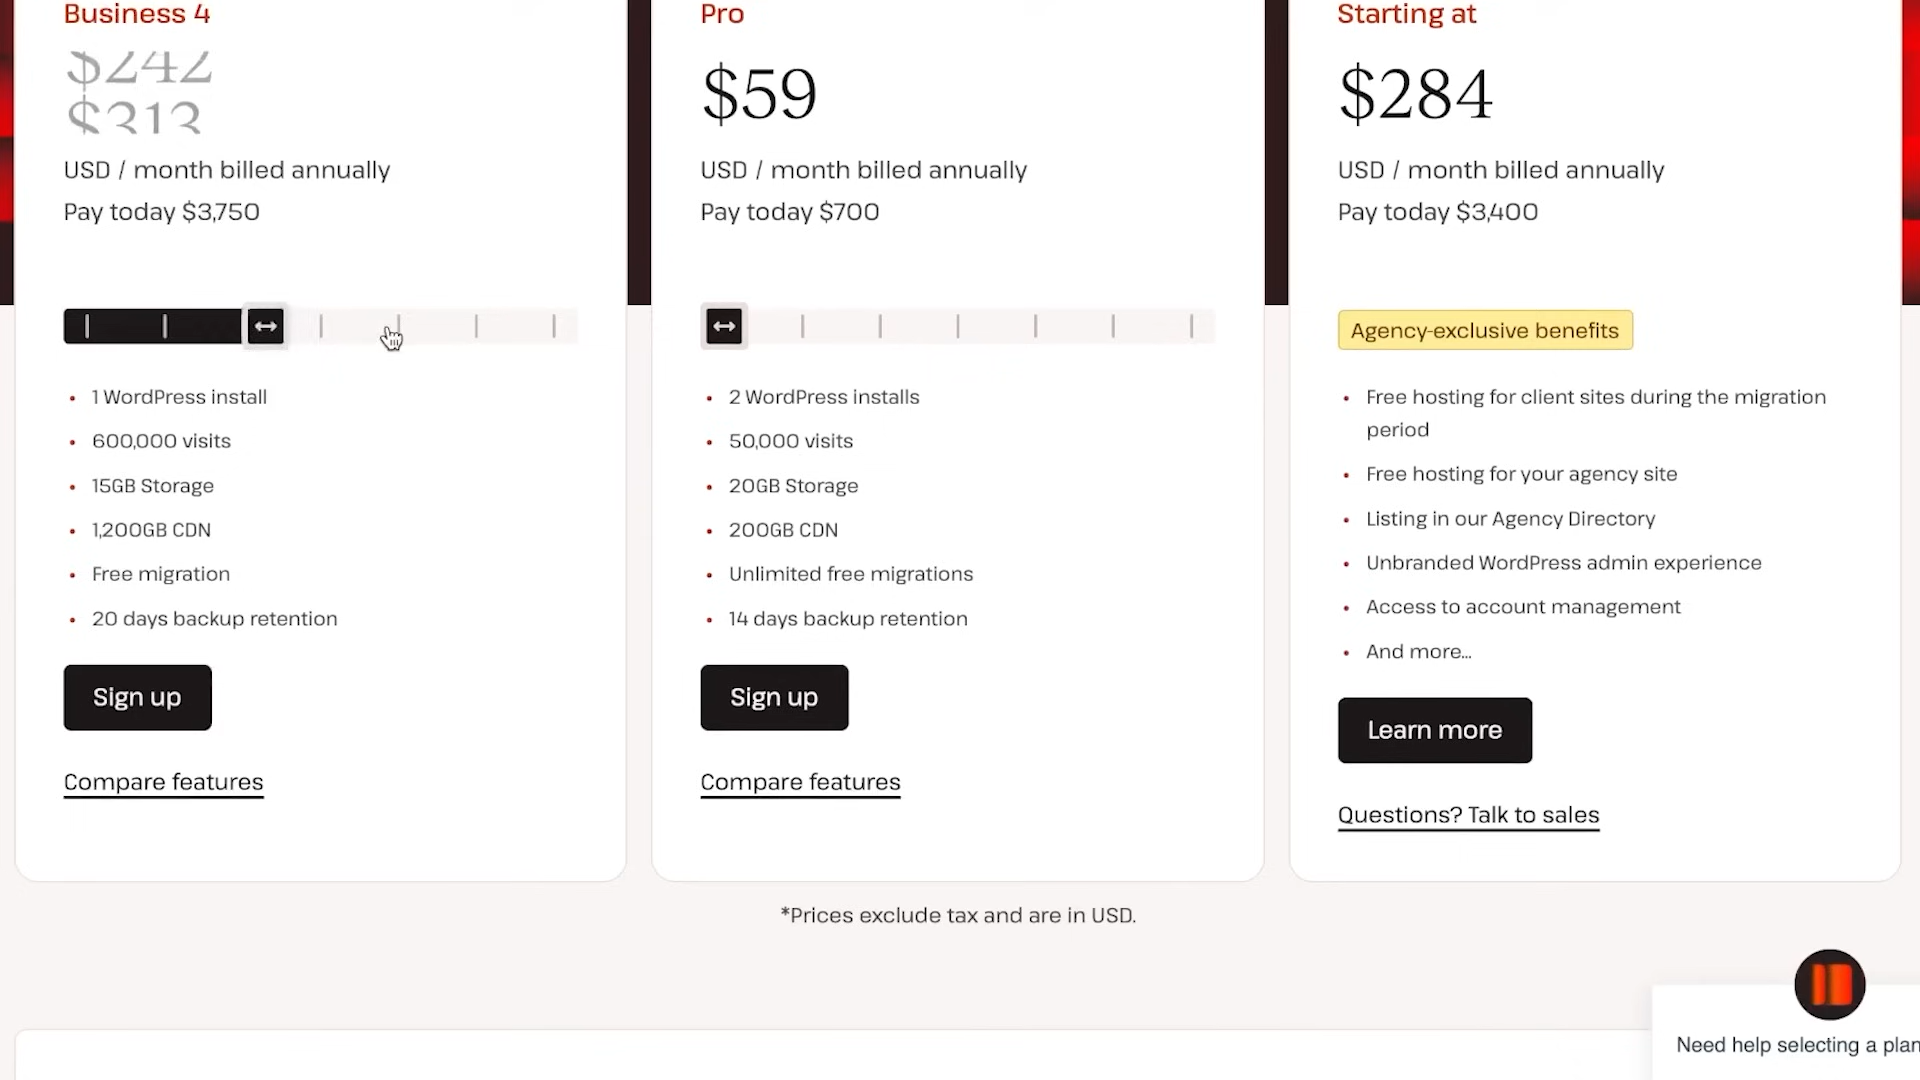 Business 4
$242
$313
USD / month billed annually
Pay today $3,750
1 WordPress install
600,000 visits
15GB Storage
1,200GB CDN
Free migration
20 days backup retention
Sign up
Compare features
Pro
$59
USD / month billed annually
Pay today $700
2 WordPress installs
50,000 visits
20GB Storage
200GB CDN
Unlimited free migrations
14 days backup retention
Sign up
Compare features
Starting at
$284
USD / month billed annually
Pay today $3,400
Agency-exclusive benefits
Free hosting for client sites during the migration
period
Free hosting for your agency site
Listing in our Agency Directory
Unbranded WordPress admin experience
Access to account management
And more...
Learn more
Questions? Talk to sales
*Prices exclude tax and are in USD.
Need help selecting a plan